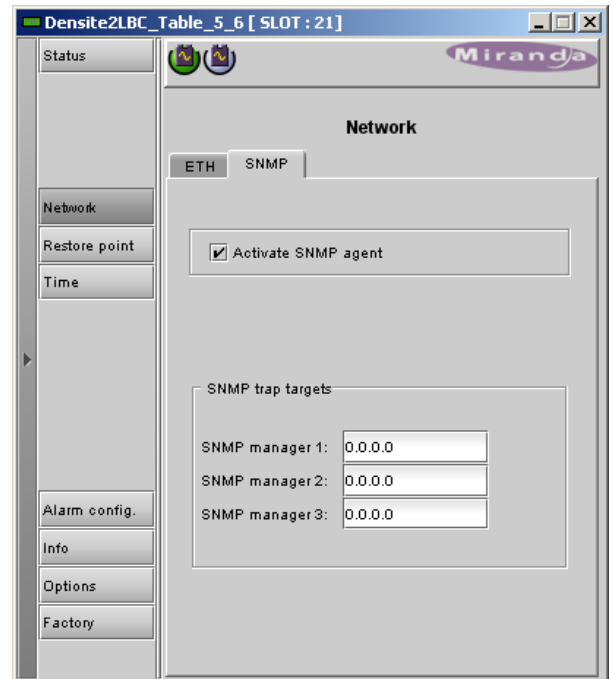 Densite2LBC_Table_5_6 [ SLOT : 21]
Status
Miranda
Network
ETH SNMP
Network
Restore point
Activate SNMP agent
Time
SNMP trap targets
SNMP manager 1: 0.0.0.0
SNMP manager 2: 0.0.0.0
SNMP manager 3: 0.0.0.0
Alarm config.
Info
Options
Factory